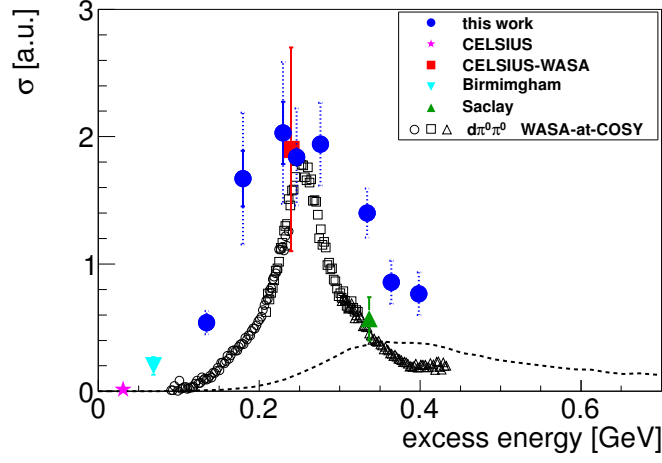 3
this work
CELSIUS
CELSIUS-WASA
Birmimgham
Saclay
dπ⁰π⁰ WASA-at-COSY
σ [a.u.]
2
1
0
0 0.2 0.4 0.6
excess energy [GeV]